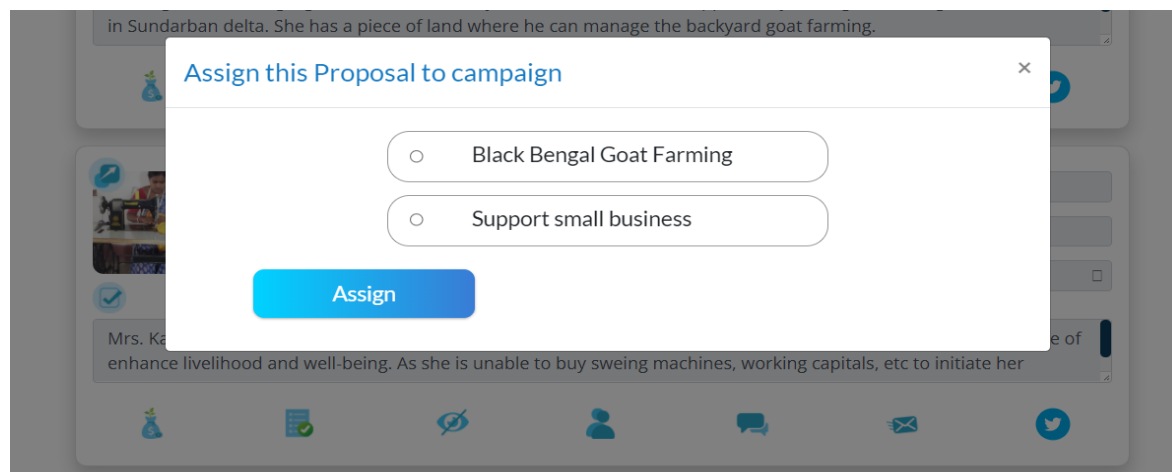 in Sundarban delta. She has a piece of land where he can manage the backyard goat farming.
Assign this Proposal to campaign
×
Black Bengal Goat Farming
Support small business
Assign
Mrs. Ka
e of
enhance livelihood and well-being. As she is unable to buy sweing machines, working capitals, etc to initiate her